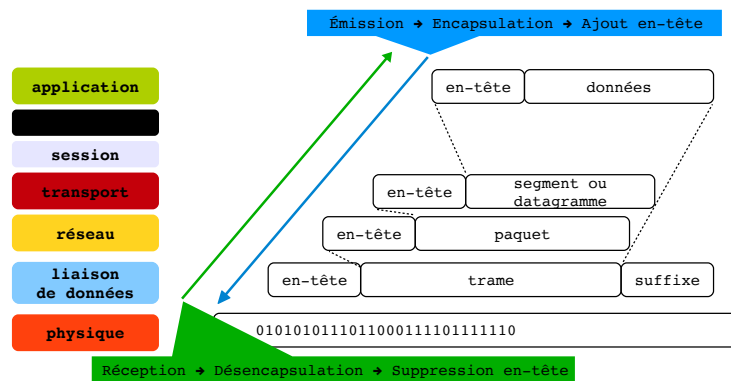 Émission → Encapsulation → Ajout en-tête
application
en-tête
données
session
transport
en-tête
segment ou
datagramme
réseau
en-tête
paquet
liaison
de données
en-tête
trame
suffixe
physique
0101010111011000111101111110
Réception → Désencapsulation → Suppression en-tête